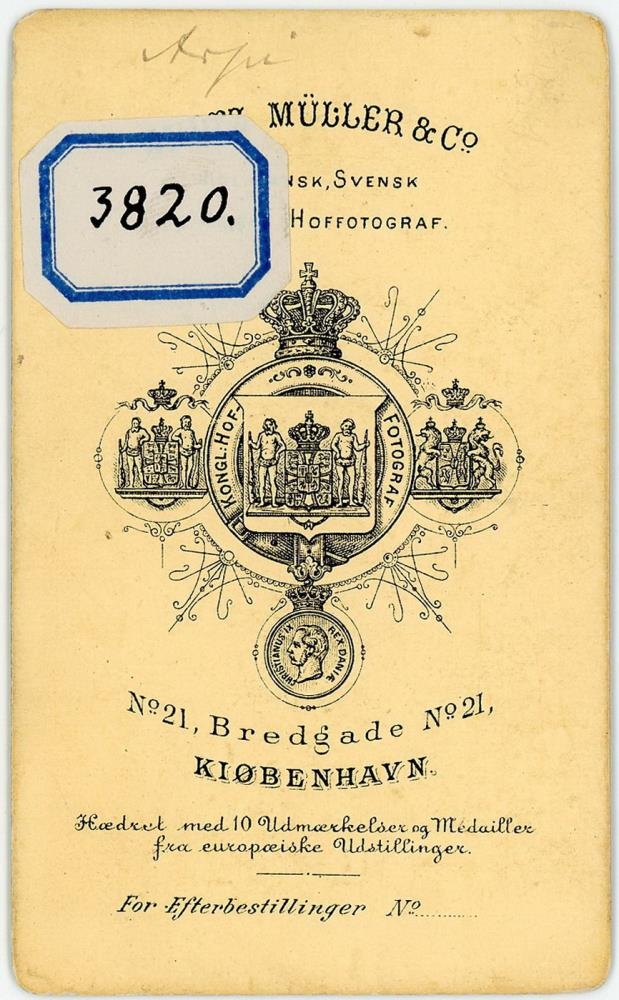 Arpi
MÜLLER & Co
3820.
NSK, SVENSK
HOFFOTOGRAF.
KONGL. HOF. FOTOGRAF
CHRISTIANUS IX REX DANIÆ
No 21, Bredgade No 21,
KIØBENHAVN.
Hædret med 10 Udmærkelser og Medailler
fra europæiske Udstillinger.
For Efterbestillinger No